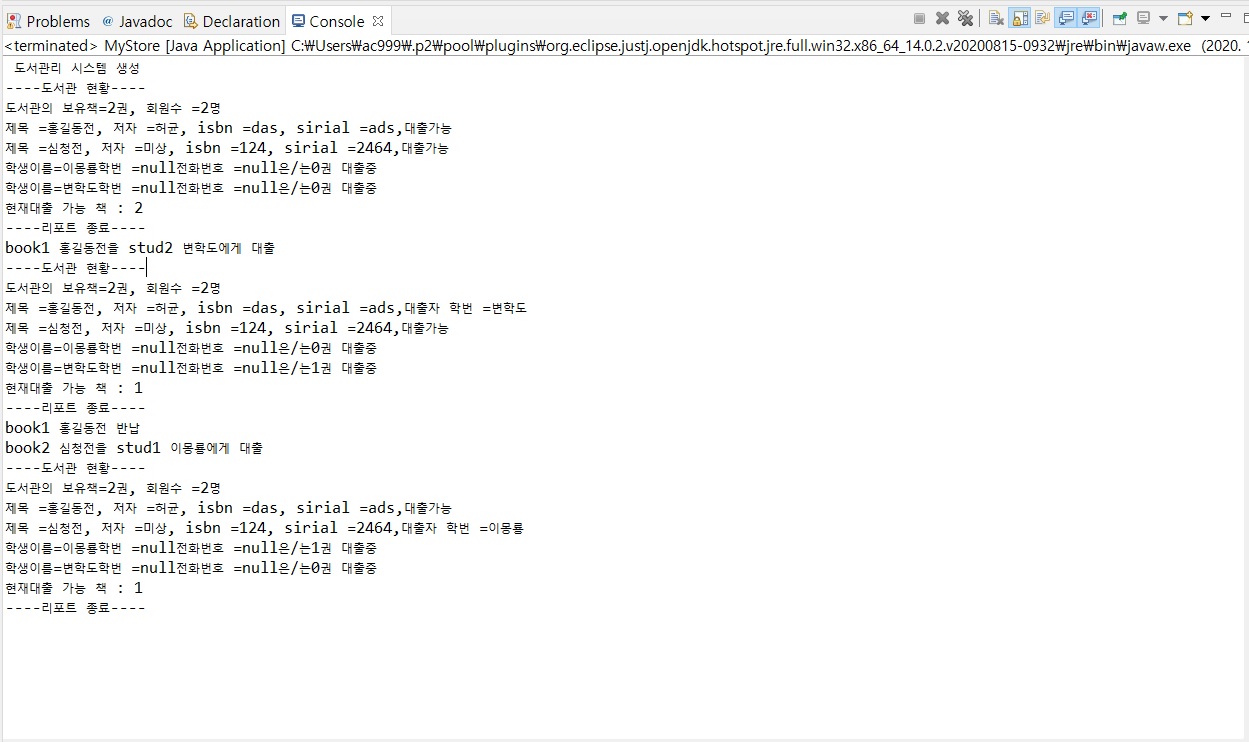 Problems @ Javadoc Declaration Console
<terminated> MyStore [Java Application] C:₩Users₩ac999₩.p2₩pool₩plugins₩org.eclipse.justj.openjdk.hotspot.jre.full.win32.x86_64_14.0.2.v20200815-0932₩jre₩bin₩javaw.exe (2020. 1
도서관리 시스템 생성
----도서관 현황----
도서관의 보유책=2권, 회원수 =2명
제목 =홍길동전, 저자 =허균, isbn =das, sirial =ads,대출가능
제목 =심청전, 저자 =미상, isbn =124, sirial =2464,대출가능
학생이름=이몽룡학번 =null전화번호 =null은/는0권 대출중
학생이름=변학도학번 =null전화번호 =null은/는0권 대출중
현재대출 가능 책 : 2
----리포트 종료----
book1 홍길동전을 stud2 변학도에게 대출
----도서관 현황----
도서관의 보유책=2권, 회원수 =2명
제목 =홍길동전, 저자 =허균, isbn =das, sirial =ads,대출자 학번 =변학도
제목 =심청전, 저자 =미상, isbn =124, sirial =2464,대출가능
학생이름=이몽룡학번 =null전화번호 =null은/는0권 대출중
학생이름=변학도학번 =null전화번호 =null은/는1권 대출중
현재대출 가능 책 : 1
----리포트 종료----
book1 홍길동전 반납
book2 심청전을 stud1 이몽룡에게 대출
----도서관 현황----
도서관의 보유책=2권, 회원수 =2명
제목 =홍길동전, 저자 =허균, isbn =das, sirial =ads,대출가능
제목 =심청전, 저자 =미상, isbn =124, sirial =2464,대출자 학번 =이몽룡
학생이름=이몽룡학번 =null전화번호 =null은/는1권 대출중
학생이름=변학도학번 =null전화번호 =null은/는0권 대출중
현재대출 가능 책 : 1
----리포트 종료----